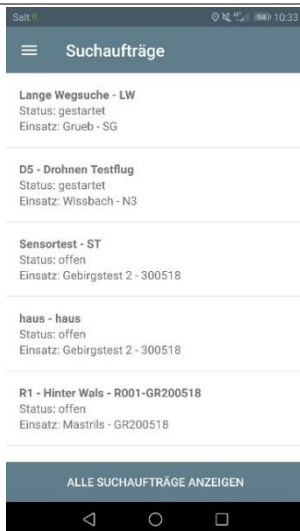 Salt 10:33
Suchaufträge
Lange Wegsuche - LW
Status: gestartet
Einsatz: Grueb - SG
D5 - Drohnen Testflug
Status: gestartet
Einsatz: Wissbach - N3
Sensortest - ST
Status: offen
Einsatz: Gebirgstest 2 - 300518
haus - haus
Status: offen
Einsatz: Gebirgstest 2 - 300518
R1 - Hinter Wals - R001-GR200518
Status: offen
Einsatz: Mastrils - GR200518
ALLE SUCHAUFTRÄGE ANZEIGEN